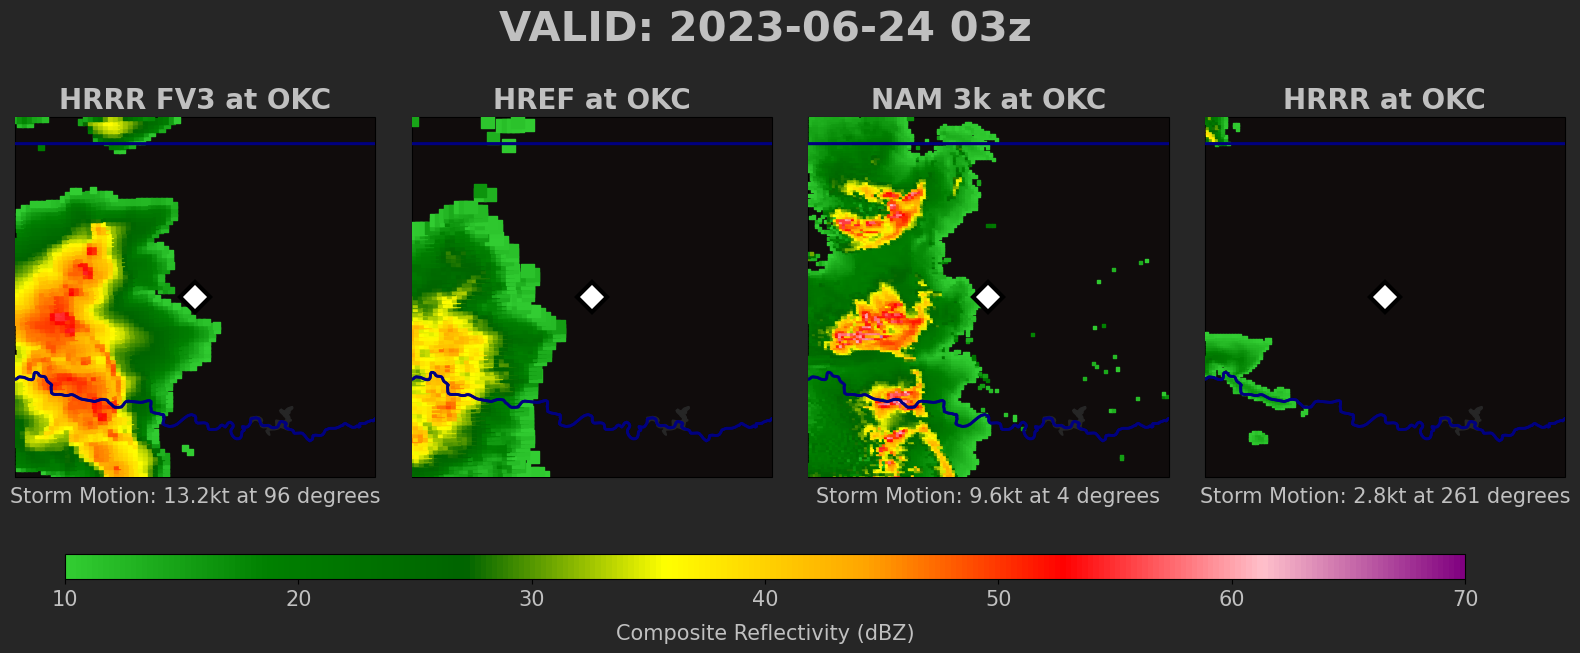 VALID: 2023-06-24 03z
HRRR FV3 at OKC
HREF at OKC
NAM 3k at OKC
HRRR at OKC
Storm Motion: 13.2kt at 96 degrees
Storm Motion: 9.6kt at 4 degrees
Storm Motion: 2.8kt at 261 degrees
10 20 30 40 50 60 70
Composite Reflectivity (dBZ)